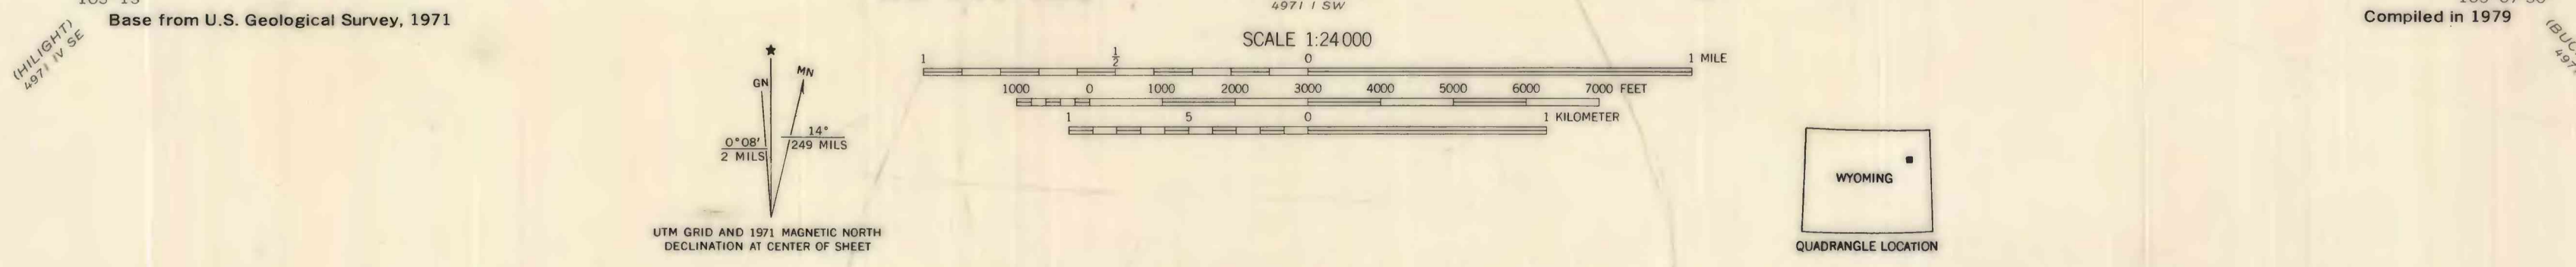 Base from U.S. Geological Survey, 1971
(HILIGHT)
4971 IV SE
4971 I SW
Compiled in 1979
SCALE 1:24 000
1 1/2 0 1 MILE
1000 0 1000 2000 3000 4000 5000 6000 7000 FEET
1 5 0 1 KILOMETER
★
GN
MN
0°08'
2 MILS
14°
249 MILS
UTM GRID AND 1971 MAGNETIC NORTH
DECLINATION AT CENTER OF SHEET
WYOMING
QUADRANGLE LOCATION